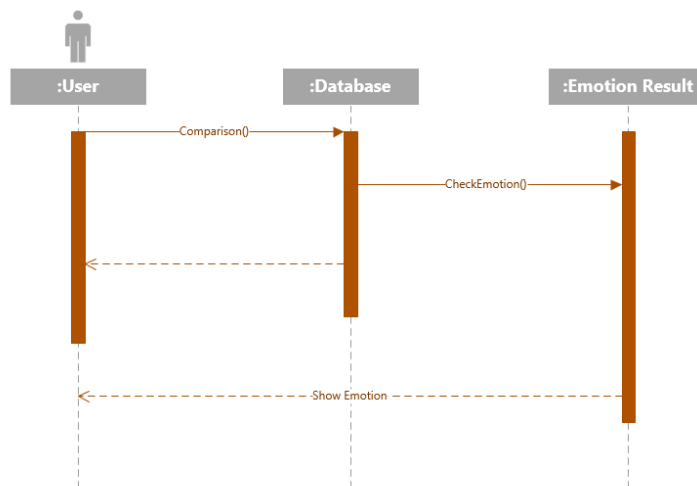 :User
:Database
:Emotion Result
Comparison()
CheckEmotion()
Show Emotion